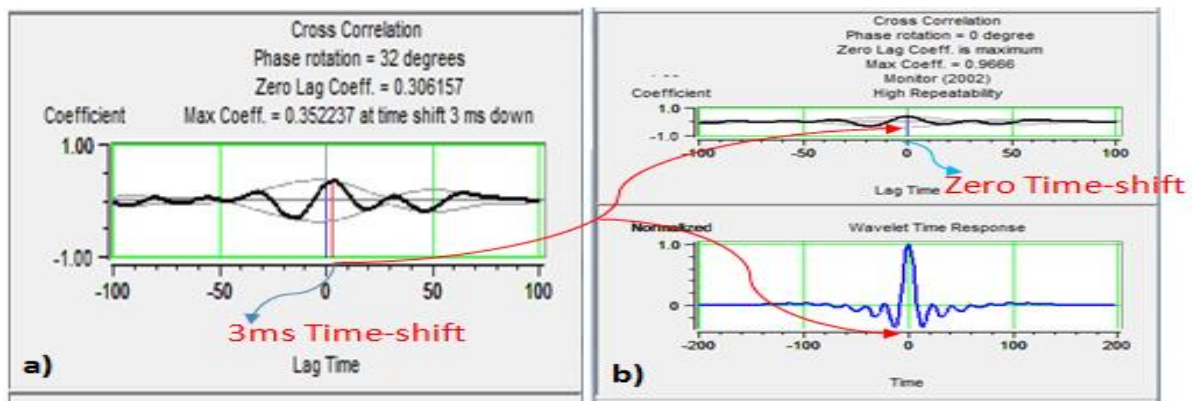 Cross Correlation
Phase rotation = 32 degrees
Zero Lag Coeff. = 0.306157
Coefficient Max Coeff. = 0.352237 at time shift 3 ms down
1.00
-1.00
-100 -50 0 50 100
3ms Time-shift
a) Lag Time
Cross Correlation
Phase rotation = 0 degree
Zero Lag Coeff. is maximum
Max Coeff. = 0.9666
Monitor (2002)
Coefficient High Repeatability
1.0
-1.0
-100 -50 0 50 100
Lag Time Zero Time-shift
Normalized Wavelet Time Response
1.0
0
-200 -100 0 100 200
b) Time